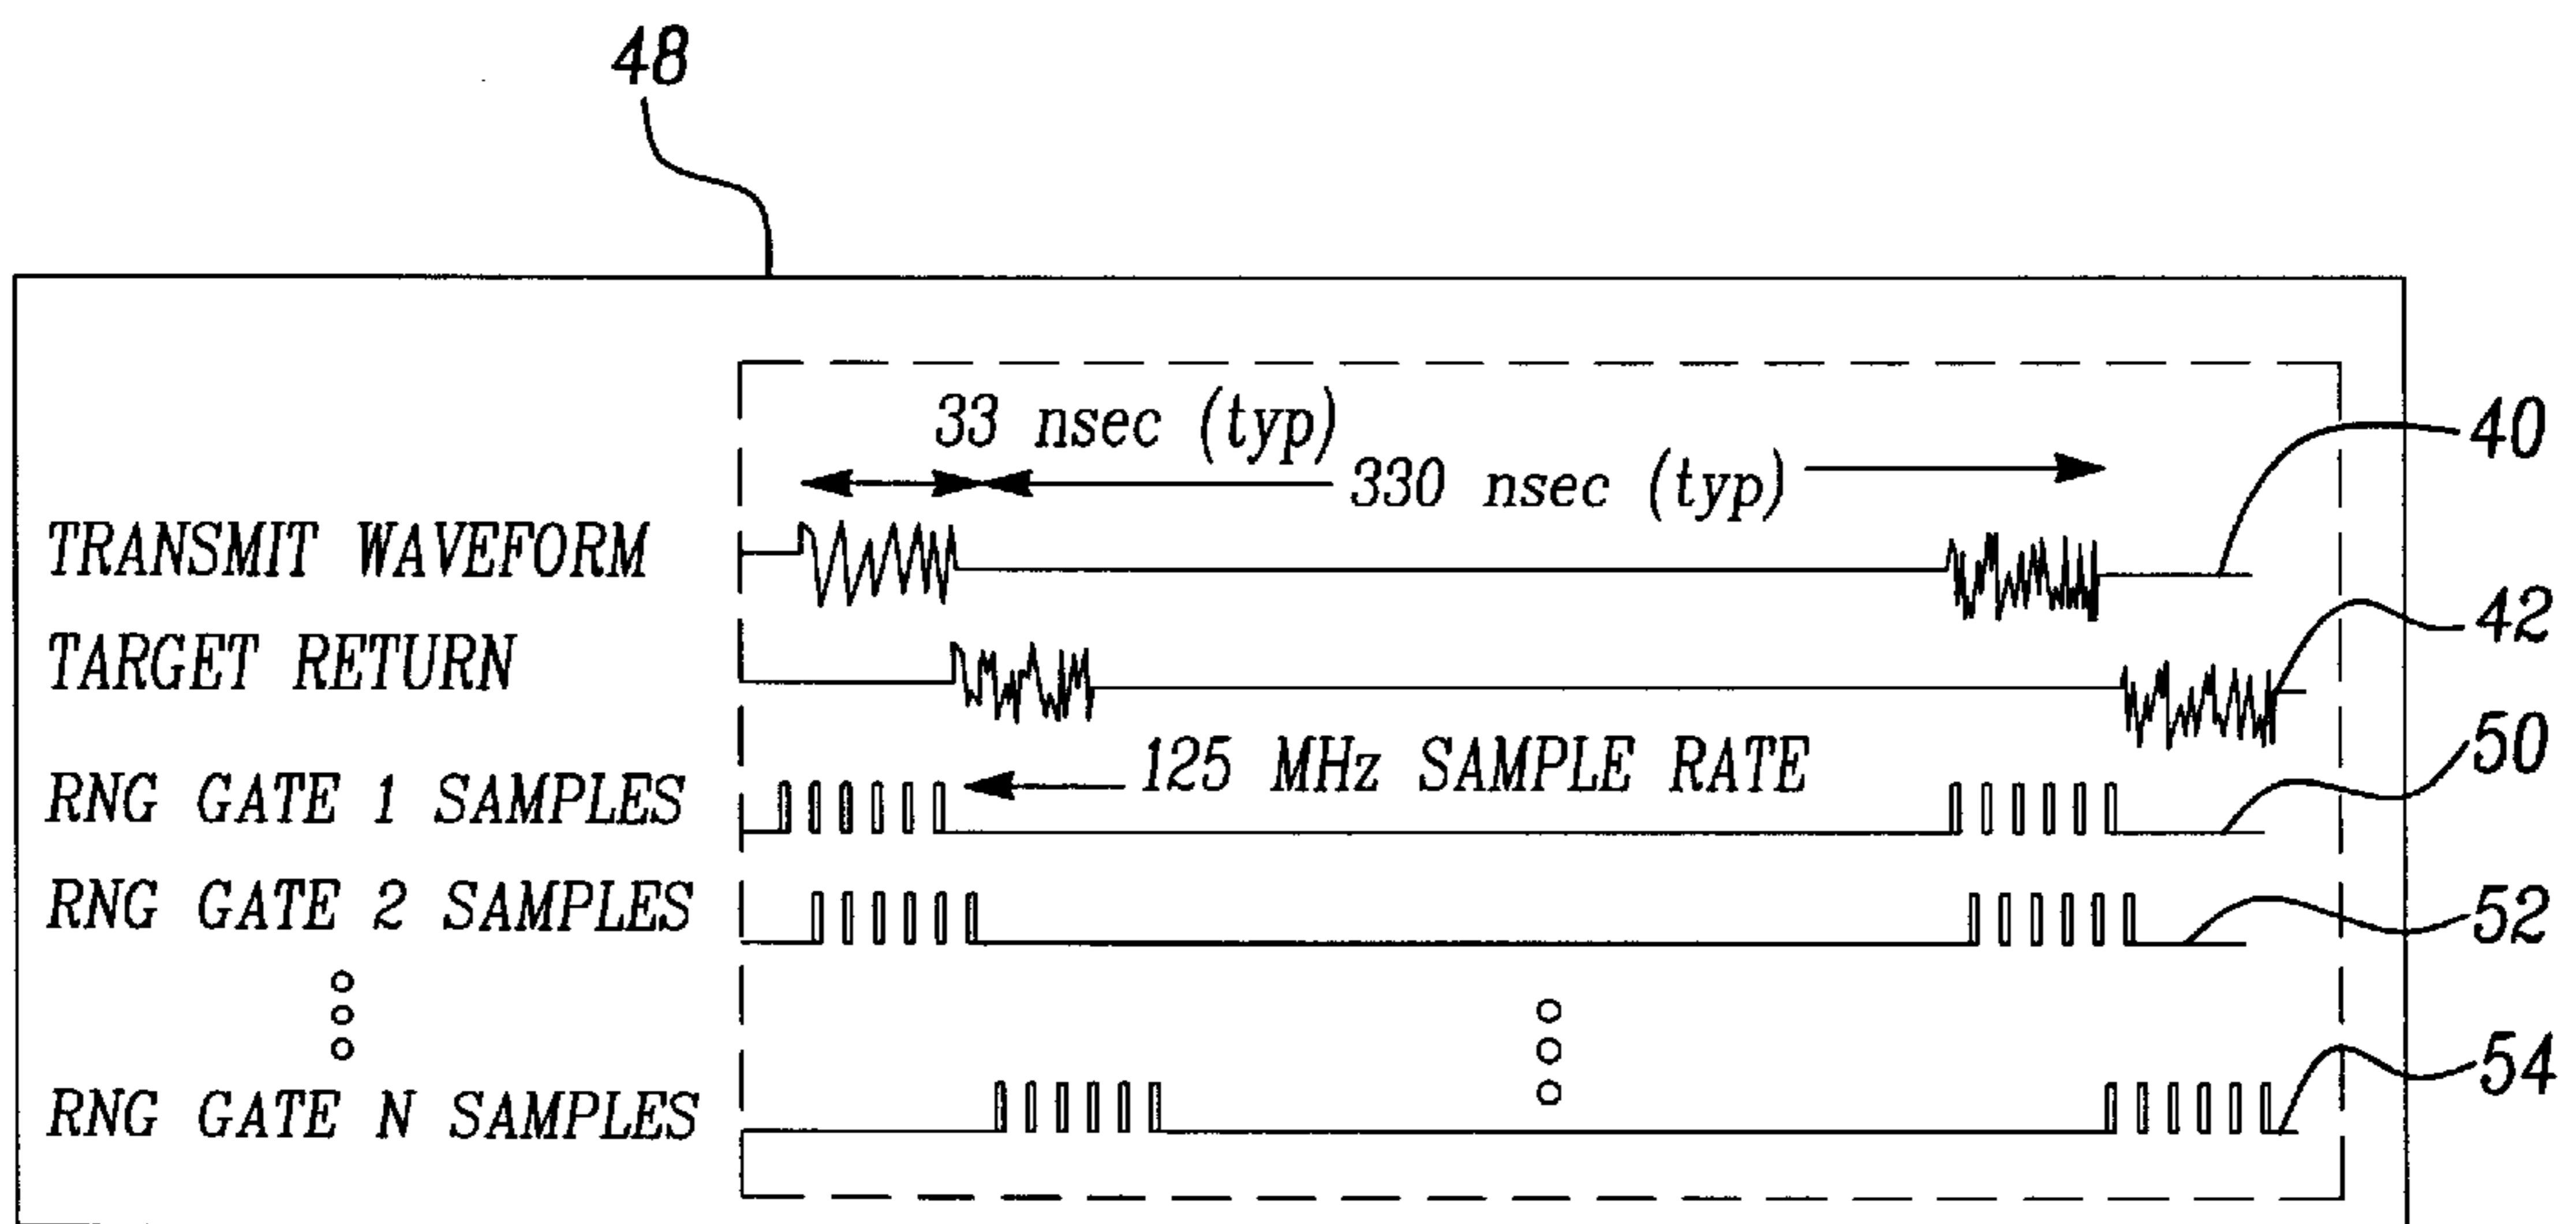 48
33 nsec (typ)
330 nsec (typ)
40
TRANSMIT WAVEFORM
42
TARGET RETURN
50
125 MHz SAMPLE RATE
RNG GATE 1 SAMPLES
RNG GATE 2 SAMPLES
52
54
RNG GATE N SAMPLES